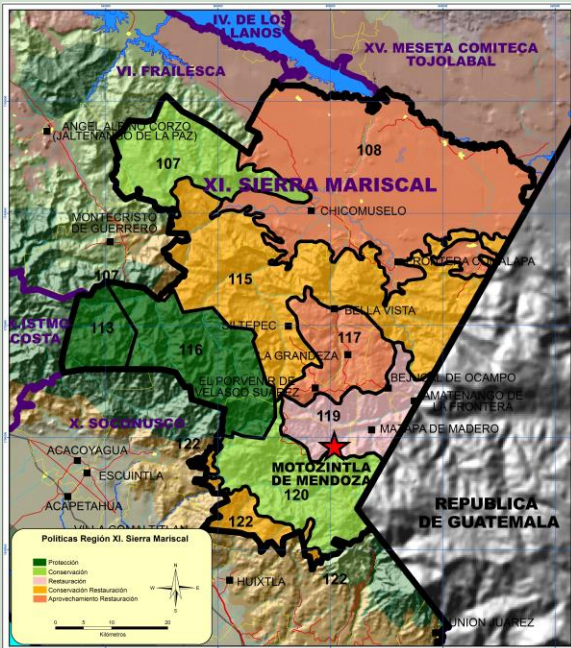 IV. DE LOS
LLANOS
XV. MESETA COMITECA
TOJOLABAL
VI. FRAILESCA
ANGEL ALBINO CORZO
(JALTENANGO DE LA PAZ)
107
108
XI. SIERRA MARISCAL
CHICOMUSELO
MONTECRISTO
DE GUERRERO
FRONTERA COMALAPA
107
115
BELLA VISTA
ISTMO
COSTA
113
116
SILTEPEC
117
LA GRANDEZA
EL PORVENIR DE
VELASCO SUAREZ
BEJUCAL DE OCAMPO
AMATENANGO DE
LA FRONTERA
X. SOCONUSCO
119
MAZAPA DE MADERO
122
ACACOYAGUA
ESCUINTLA
MOTOZINTLA
DE MENDOZA
ACAPETAHUA
120
REPUBLICA
DE GUATEMALA
122
122
HUIXTLA
UNION JUAREZ
Políticas Región XI. Sierra Mariscal
Protección
Conservación
Restauración
Conservación Restauración
Aprovechamiento Restauración
N
W
E
S
0
10
20
Kilómetros